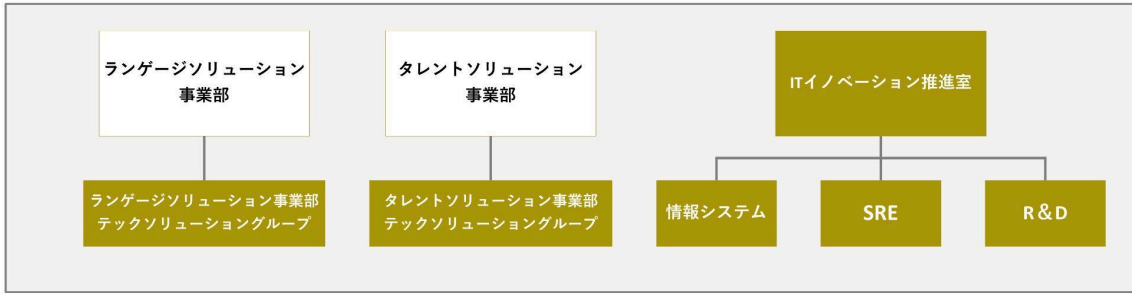 ランゲージソリューション
事業部
タレントソリューション
事業部
ITイノベーション推進室
ランゲージソリューション事業部
テックソリューショングループ
タレントソリューション事業部
テックソリューショングループ
情報システム
SRE
R＆D